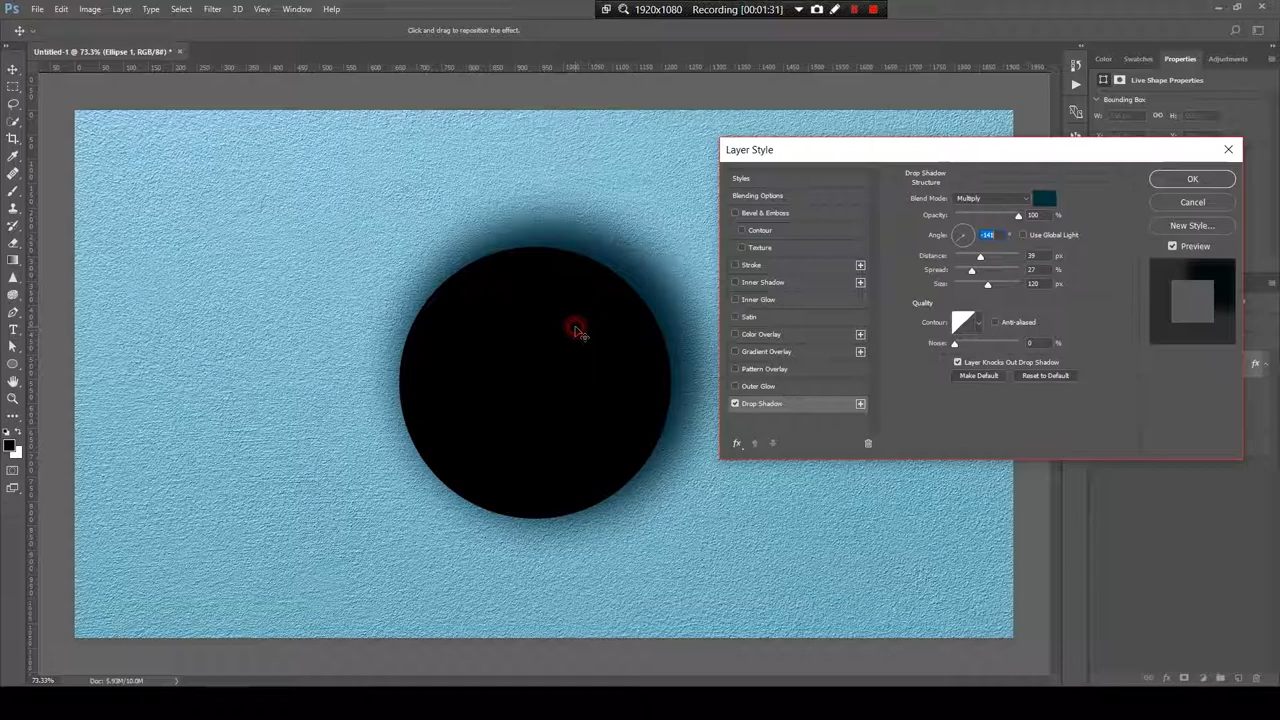 Ps File Edit Image Layer Type Select Filter 3D View Window Help
1920x1080 Recording [00:01:31]
Click and drag to reposition the effect.
Untitled-1 @ 73.3% (Ellipse 1, RGB/8#) * ×
Color Swatches Properties Adjustments
Live Shape Properties
Bounding Box
W: H:
Layer Style
Styles
Blending Options
Bevel & Emboss
Contour
Texture
Stroke
Inner Shadow
Inner Glow
Satin
Color Overlay
Gradient Overlay
Pattern Overlay
Outer Glow
Drop Shadow
fx
Drop Shadow
Structure
Blend Mode: Multiply
Opacity: 100 %
Angle: -141 ° Use Global Light
Distance: 39 px
Spread: 27 %
Size: 120 px
Quality
Contour: Anti-aliased
Noise: 0 %
Layer Knocks Out Drop Shadow
Make Default Reset to Default
OK
Cancel
New Style...
Preview
fx
73.33% Doc: 5.93M/10.0M
fx